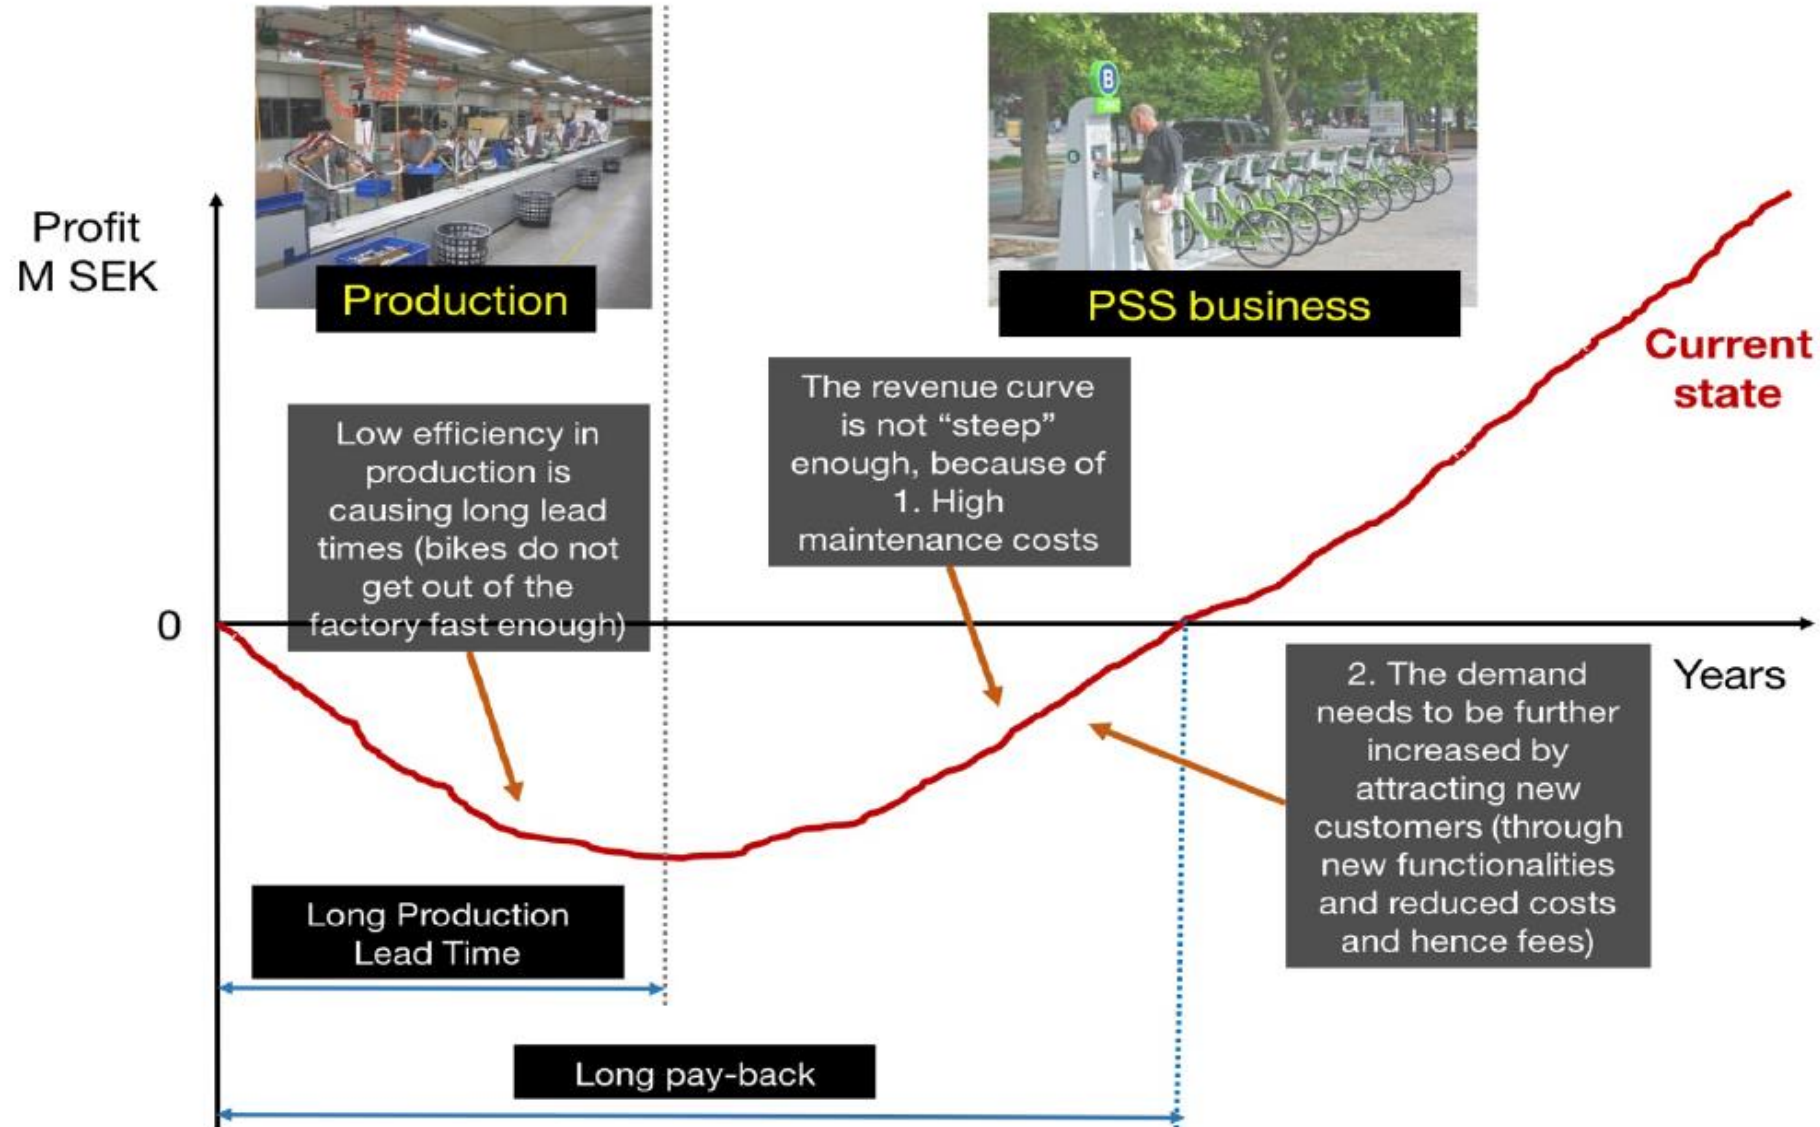 Profit
M SEK
Production
B
PSS business
Current
state
Low efficiency in
production is
causing long lead
times (bikes do not
get out of the
factory fast enough)
The revenue curve
is not “steep”
enough, because of
1. High
maintenance costs
0
Years
2. The demand
needs to be further
increased by
attracting new
customers (through
new functionalities
and reduced costs
and hence fees)
Long Production
Lead Time
Long pay-back